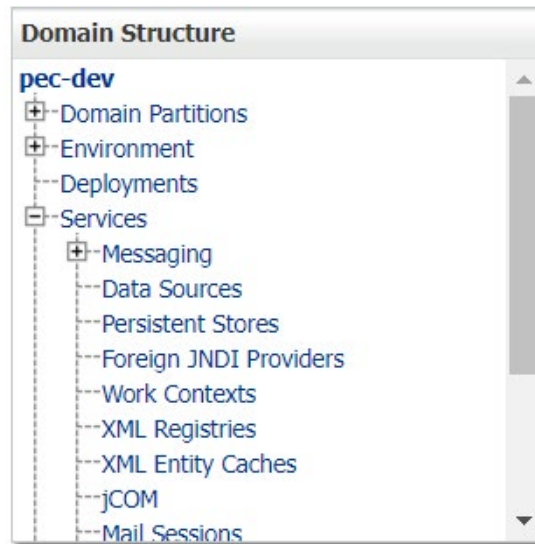 Domain Structure
pec-dev
Domain Partitions
Environment
Deployments
Services
Messaging
Data Sources
Persistent Stores
Foreign JNDI Providers
Work Contexts
XML Registries
XML Entity Caches
jCOM
Mail Sessions